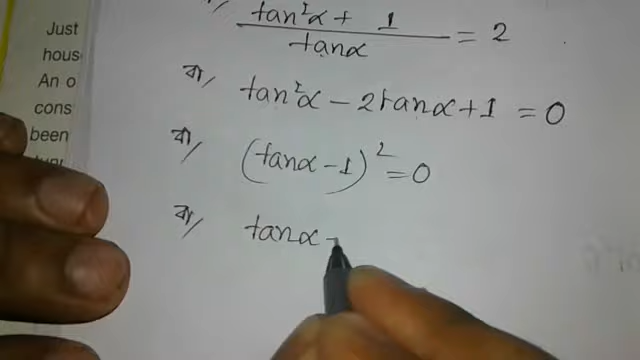 Just
hous
An o
cons
been
বা, (tan²α + 1)/tanα = 2
বা, tan²α - 2tanα + 1 = 0
বা, (tanα - 1)² = 0
বা, tanα -